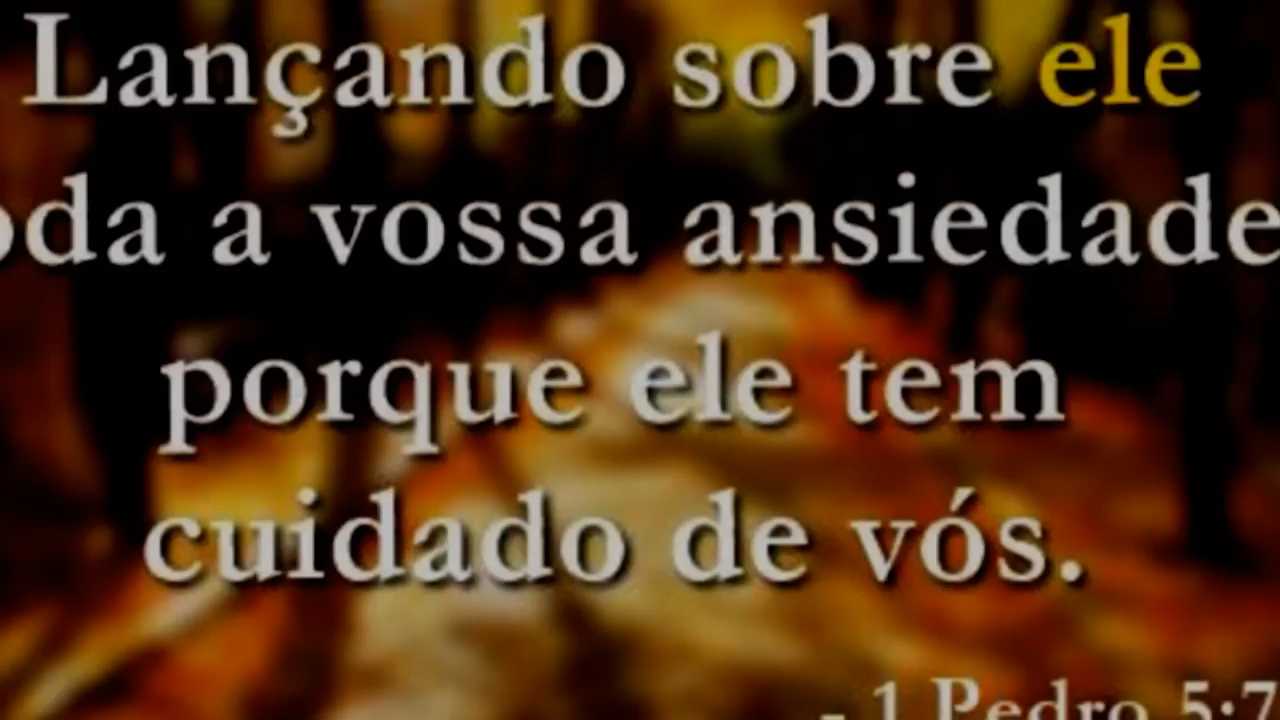 Lançando sobre ele
oda a vossa ansiedade
porque ele tem
cuidado de vós.
- 1 Pedro 5:7